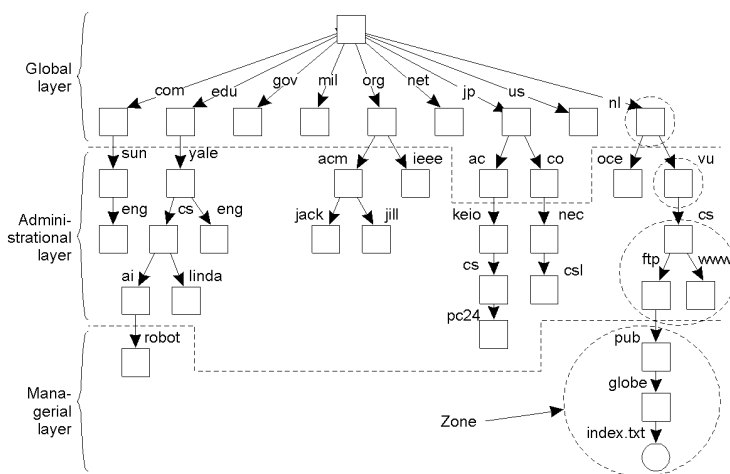 Global
layer
com
edu
gov
mil
org
net
jp
us
nl
sun
yale
acm
ieee
ac
co
oce
vu
Admini-
strational
layer
eng
cs
eng
jack
jill
keio
nec
cs
ai
linda
cs
csl
ftp
www
pc24
robot
pub
Mana-
gerial
layer
globe
Zone
index.txt